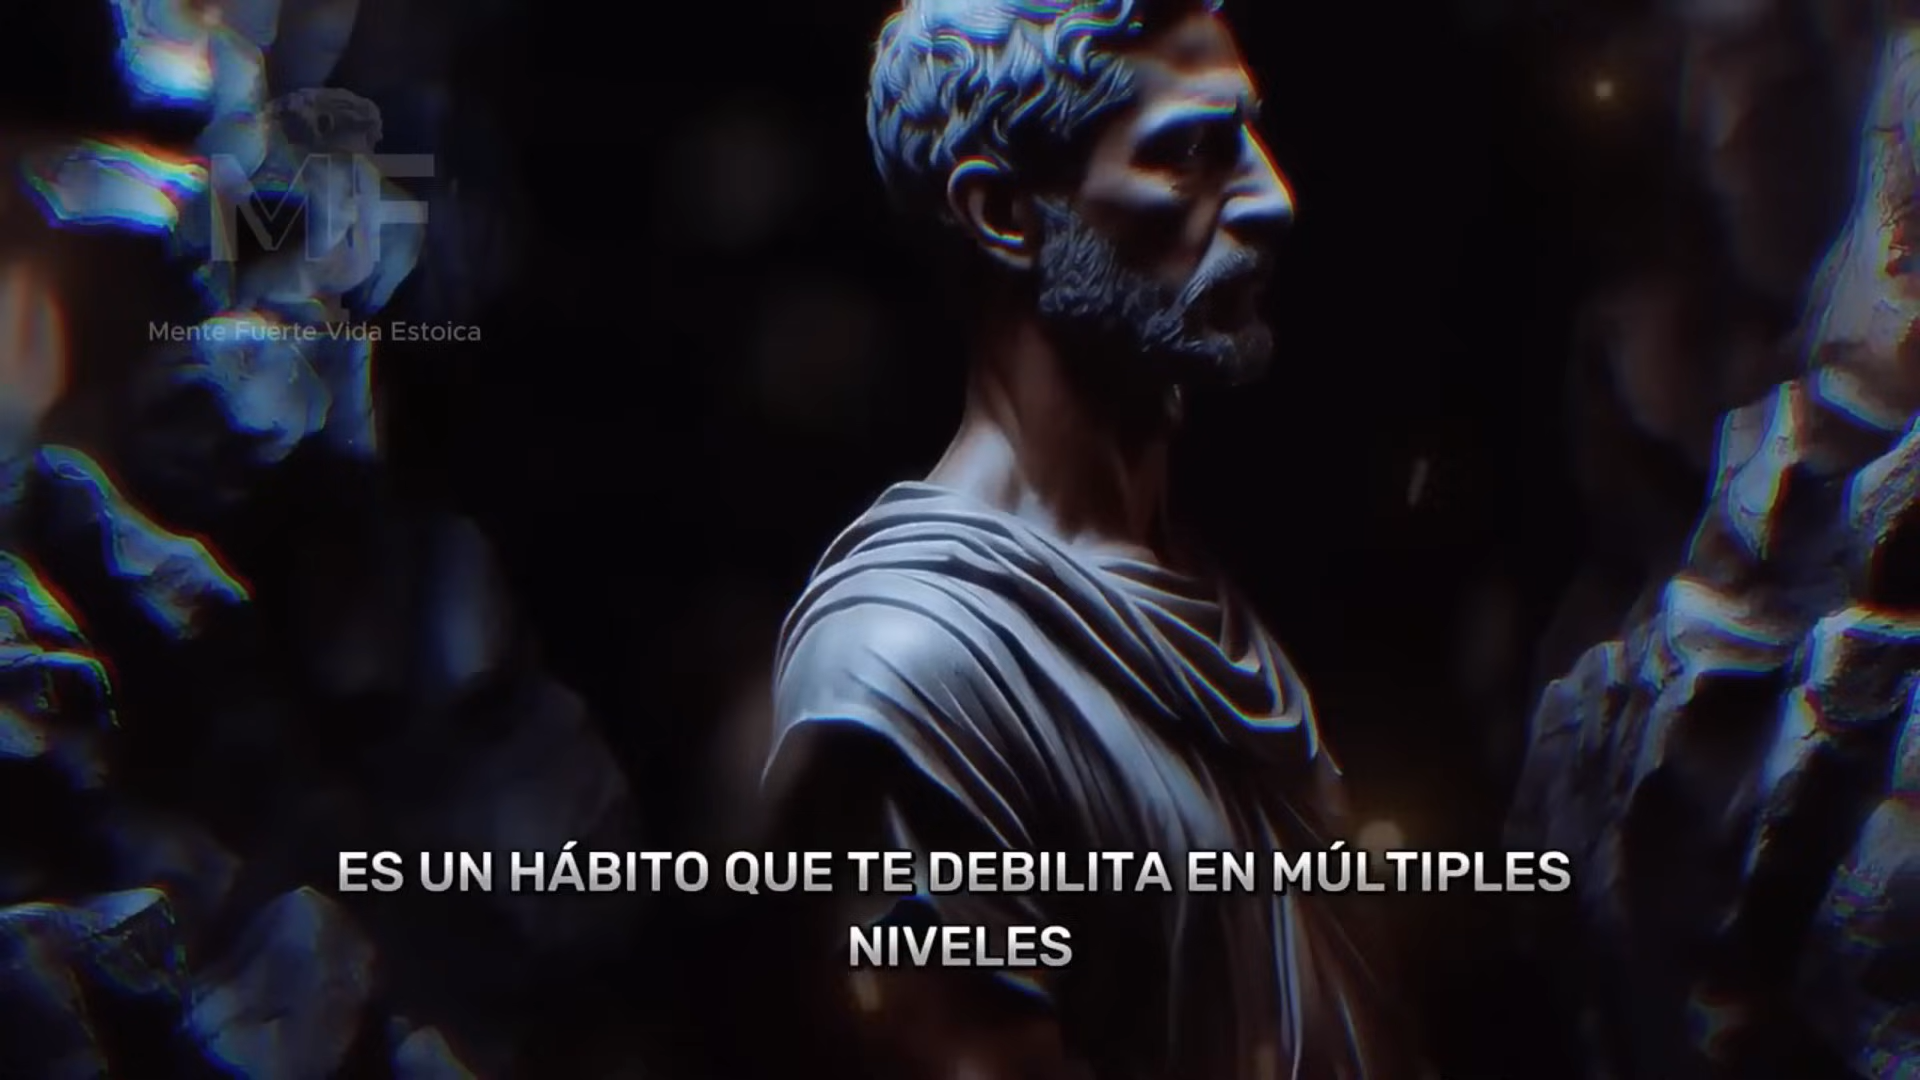 MF
Mente Fuerte Vida Estoica
ES UN HÁBITO QUE TE DEBILITA EN MÚLTIPLES
NIVELES